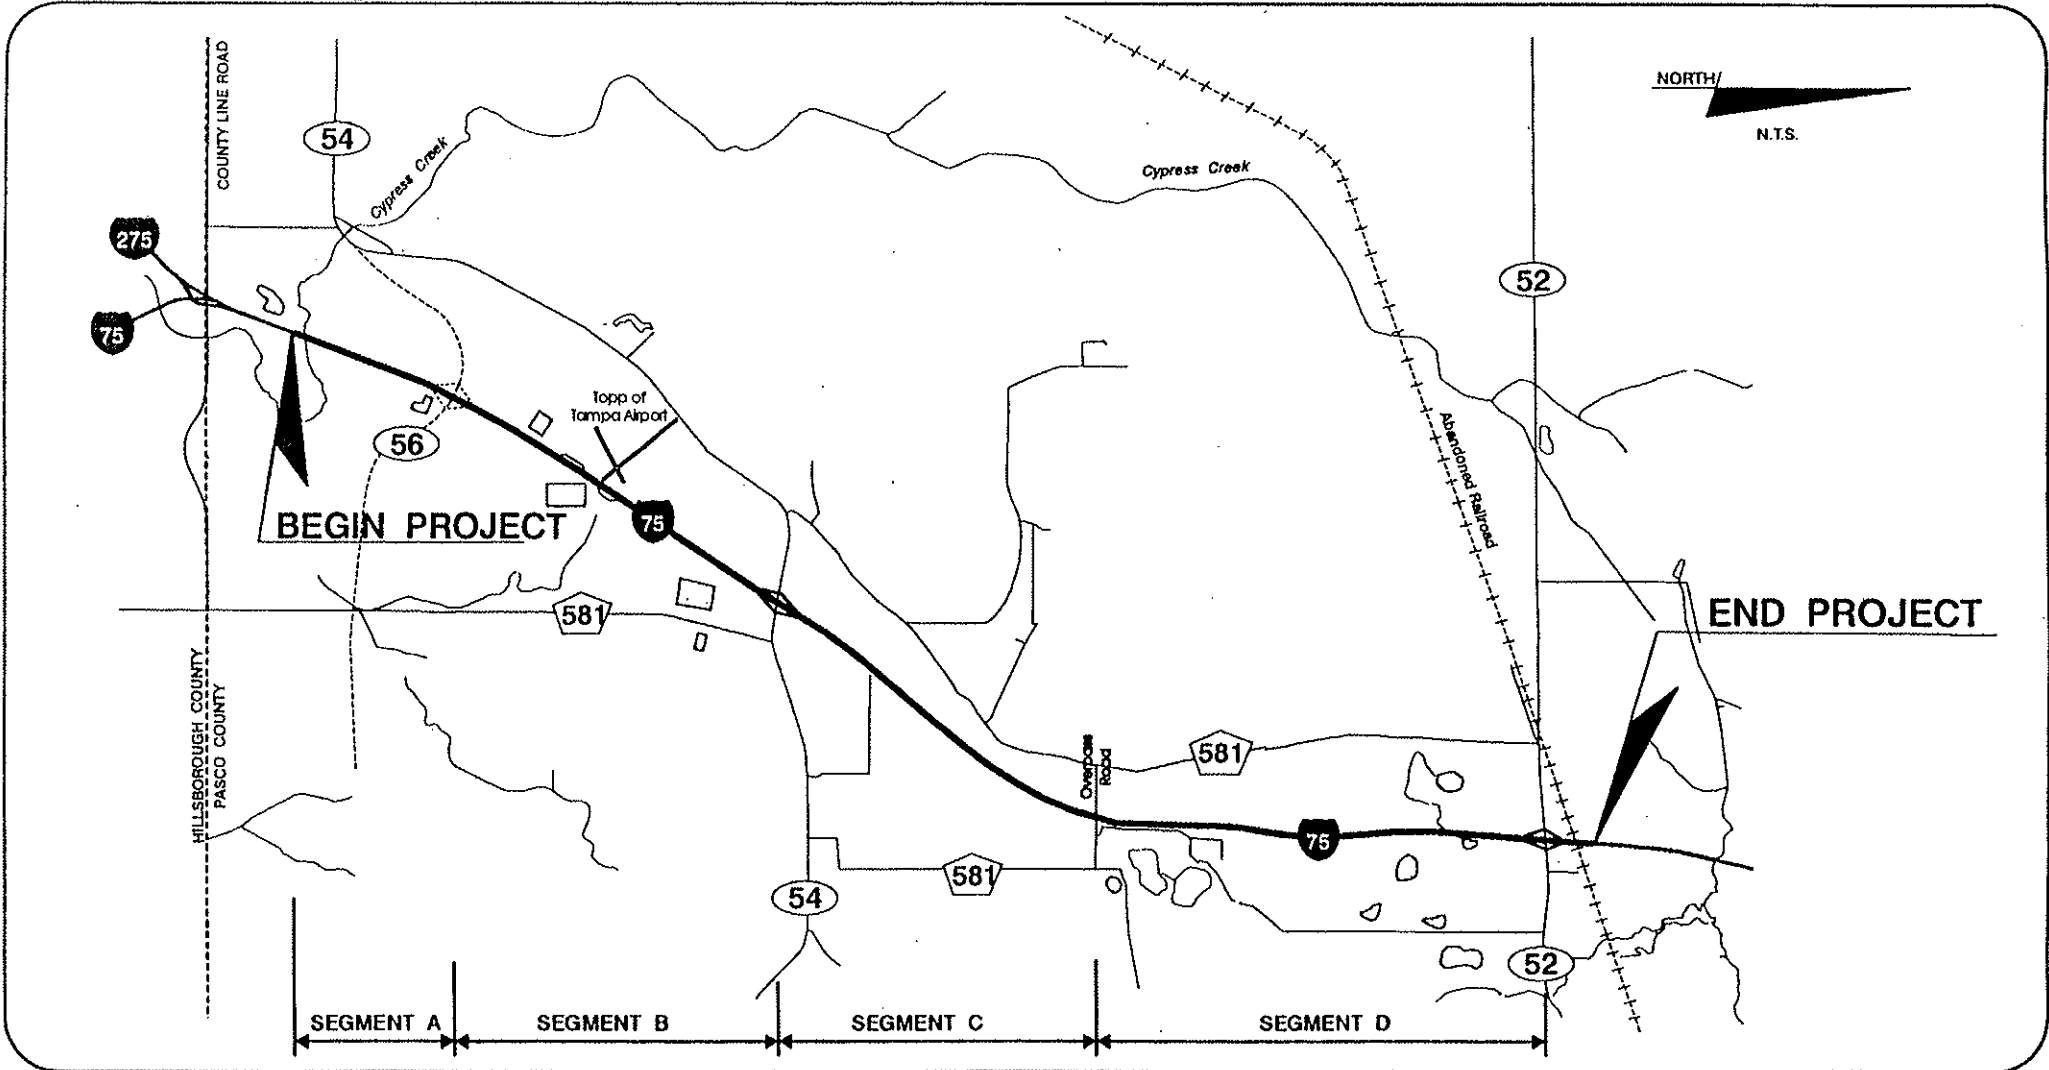 COUNTY LINE ROAD
54
Cypress Creek
275
75
NORTH
N.T.S.
Cypress Creek
52
Topp of
Tampa Airport
56
BEGIN PROJECT
75
Abandoned Railroad
581
END PROJECT
HILLSBOROUGH COUNTY
PASCO COUNTY
Overpass
Road
581
75
581
54
52
SEGMENT A
SEGMENT B
SEGMENT C
SEGMENT D